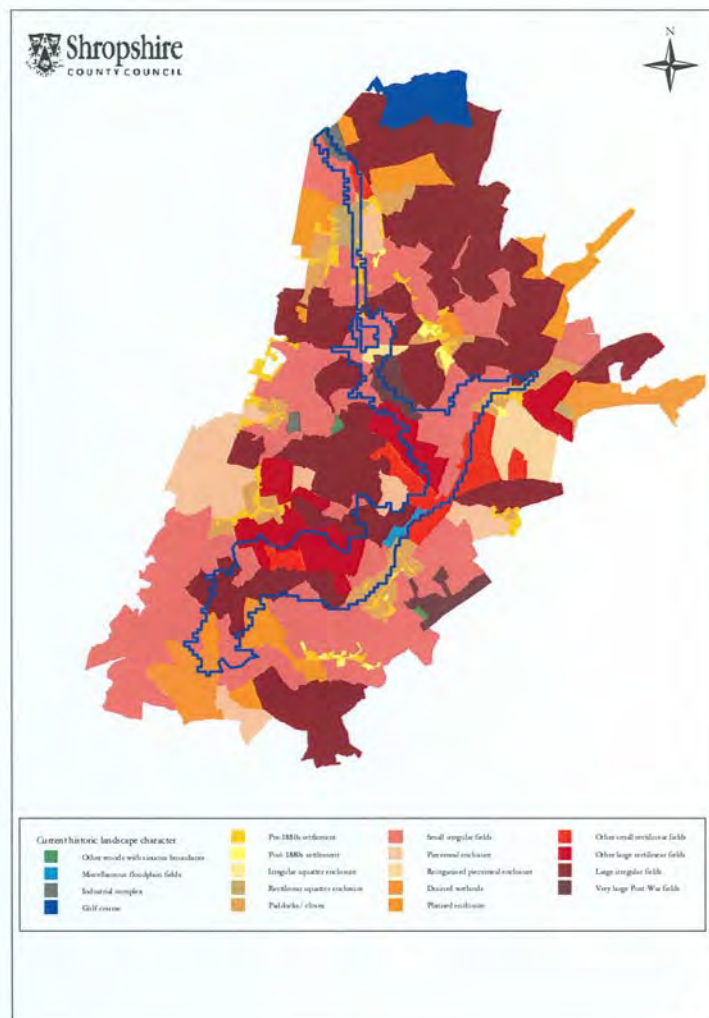 Shropshire
COUNTY COUNCIL
N
Current historic landscape character
Other woods with sinuous boundaries
Miscellaneous floodplain fields
Industrial complex
Golf course
Pre-1880s settlement
Post-1880s settlement
Irregular squatter enclosure
Rectilinear squatter enclosure
Paddocks / closes
Small irregular fields
Piecemeal enclosure
Reorganised piecemeal enclosure
Drained wetlands
Planned enclosure
Other small rectilinear fields
Other large rectilinear fields
Large irregular fields
Very large Post-War fields